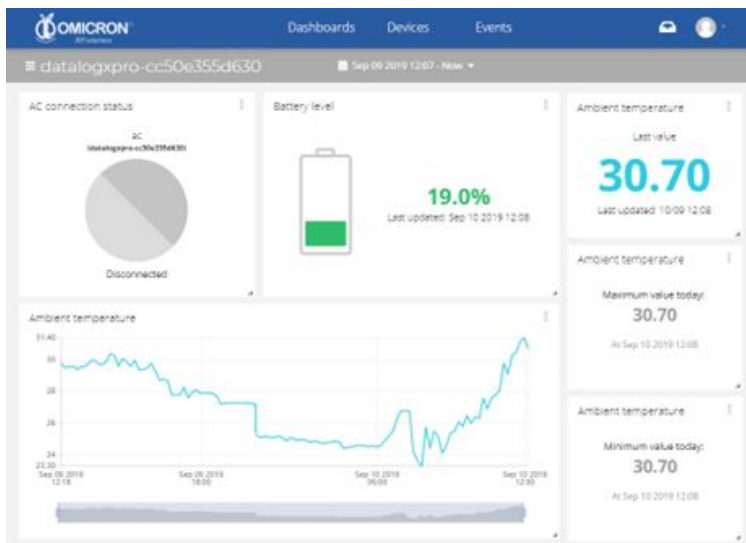 OMICRON
Dashboards Devices Events
datalogxpro-cc50e355d630
Sep 09 2019 12:07 - Now
AC connection status
AC
(datalogxpro-cc50e355d630)
Disconnected
Battery level
19.0%
Last updated: Sep 10 2019 12:08
Ambient temperature
Last value
30.70
Last updated: 10/09 12:08
Ambient temperature
Maximum value today:
30.70
At Sep 10 2019 12:08
Ambient temperature
Minimum value today:
30.70
At Sep 10 2019 12:08
Ambient temperature
31.40
30
28
26
24
23.30
Sep 09 2019
12:18
Sep 09 2019
18:00
Sep 10 2019
06:00
Sep 10 2019
12:00